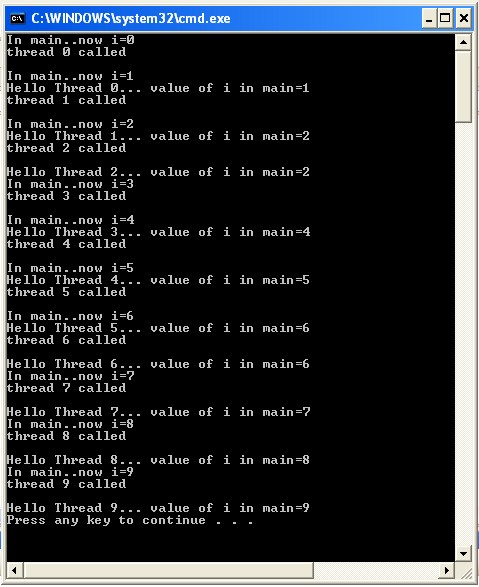 C:\WINDOWS\system32\cmd.exe
In main..now i=0
thread 0 called
In main..now i=1
Hello Thread 0... value of i in main=1
thread 1 called
In main..now i=2
Hello Thread 1... value of i in main=2
thread 2 called
Hello Thread 2... value of i in main=2
In main..now i=3
thread 3 called
In main..now i=4
Hello Thread 3... value of i in main=4
thread 4 called
In main..now i=5
Hello Thread 4... value of i in main=5
thread 5 called
In main..now i=6
Hello Thread 5... value of i in main=6
thread 6 called
Hello Thread 6... value of i in main=6
In main..now i=7
thread 7 called
Hello Thread 7... value of i in main=7
In main..now i=8
thread 8 called
Hello Thread 8... value of i in main=8
In main..now i=9
thread 9 called
Hello Thread 9... value of i in main=9
Press any key to continue . . .